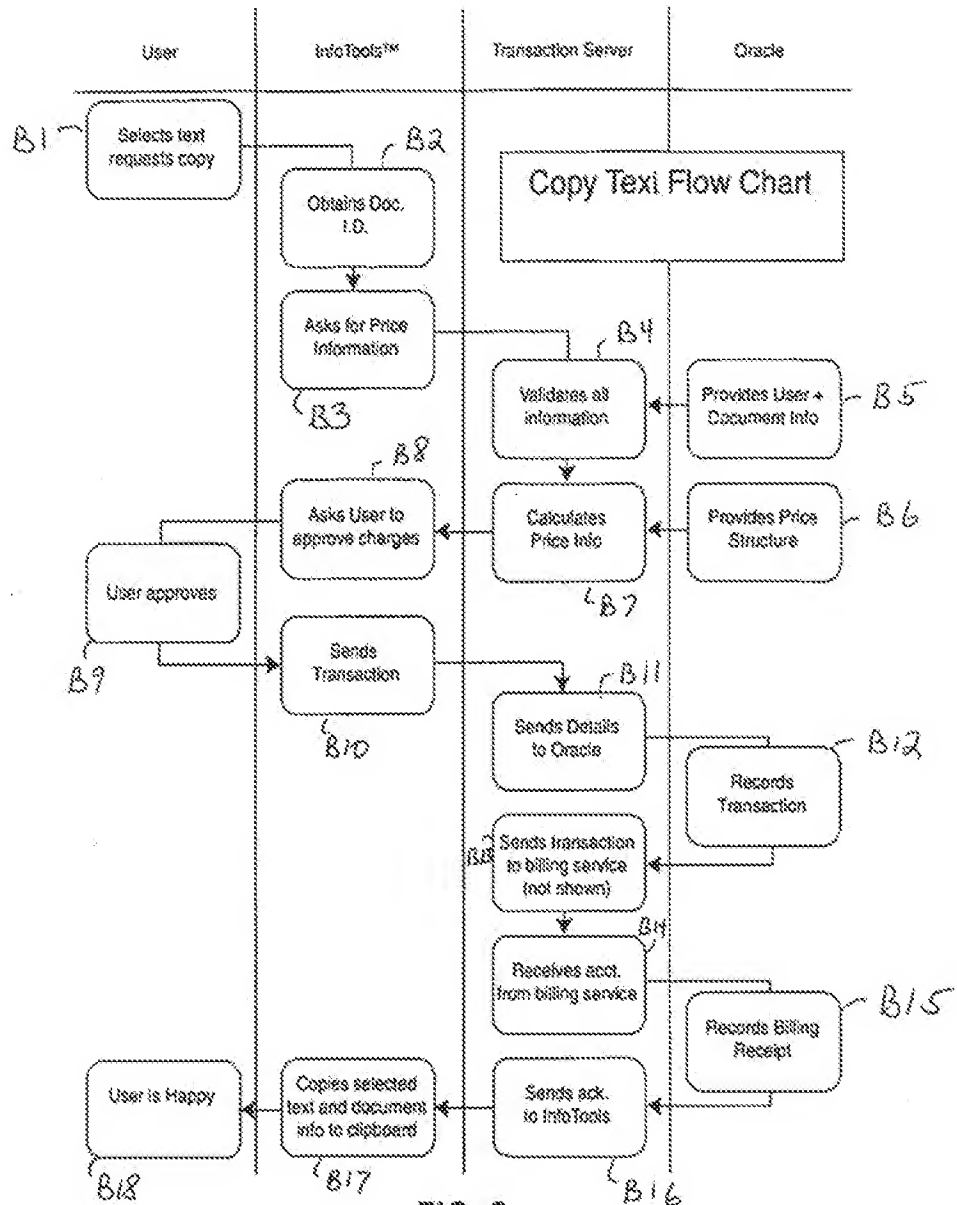 User
InfoTools™
Transaction Server
Oracle
B1
Selects text
requests copy
B2
Copy Text Flow Chart
Obtains Doc.
I.D.
Asks for Price
Information
B3
B4
Validates all
information
Provides User +
Document Info
B5
B8
Asks User to
approve charges
Calculates
Price Info
B7
Provides Price
Structure
B6
User approves
B9
Sends
Transaction
B10
B11
Sends Details
to Oracle
B12
Records
Transaction
Sends transaction
to billing service
(not shown)
B14
Receives acct.
from billing service
B15
Records Billing
Receipt
User is Happy
B18
Copies selected
text and document
info to clipboard
B17
Sends ack.
to InfoTools
B16